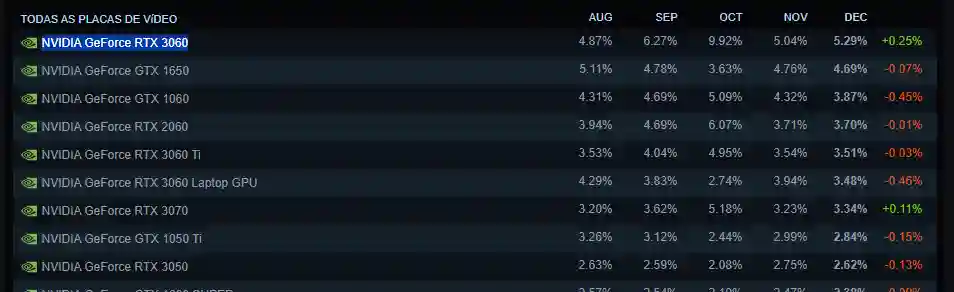 TODAS AS PLACAS DE VÍDEO AUG SEP OCT NOV DEC
NVIDIA GeForce RTX 3060 4.87% 6.27% 9.92% 5.04% 5.29% +0.25%
NVIDIA GeForce GTX 1650 5.11% 4.78% 3.63% 4.76% 4.69% -0.07%
NVIDIA GeForce GTX 1060 4.31% 4.69% 5.09% 4.32% 3.87% -0.45%
NVIDIA GeForce RTX 2060 3.94% 4.69% 6.07% 3.71% 3.70% -0.01%
NVIDIA GeForce RTX 3060 Ti 3.53% 4.04% 4.95% 3.54% 3.51% -0.03%
NVIDIA GeForce RTX 3060 Laptop GPU 4.29% 3.83% 2.74% 3.94% 3.48% -0.46%
NVIDIA GeForce RTX 3070 3.20% 3.62% 5.18% 3.23% 3.34% +0.11%
NVIDIA GeForce GTX 1050 Ti 3.26% 3.12% 2.44% 2.99% 2.84% -0.15%
NVIDIA GeForce RTX 3050 2.63% 2.59% 2.08% 2.75% 2.62% -0.13%